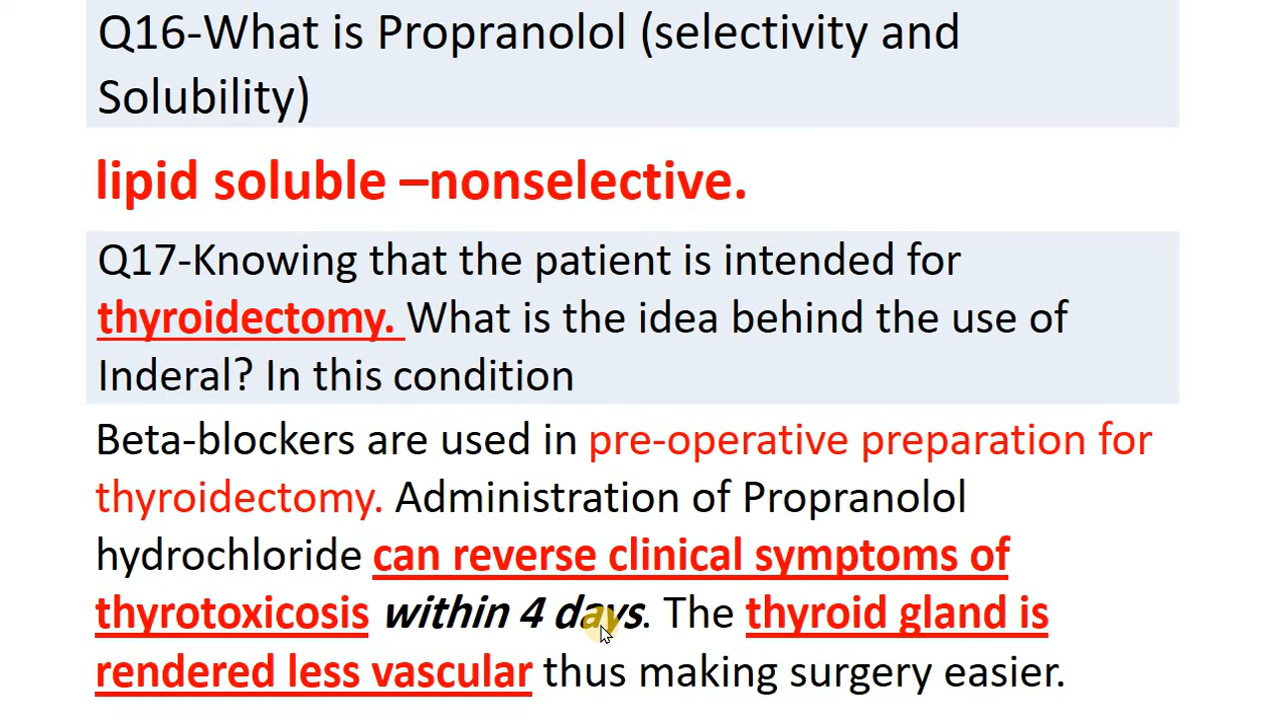 Q16-What is Propranolol (selectivity and
Solubility)
lipid soluble –nonselective.
Q17-Knowing that the patient is intended for
thyroidectomy. What is the idea behind the use of
Inderal? In this condition
Beta-blockers are used in pre-operative preparation for
thyroidectomy. Administration of Propranolol
hydrochloride can reverse clinical symptoms of
thyrotoxicosis within 4 days. The thyroid gland is
rendered less vascular thus making surgery easier.